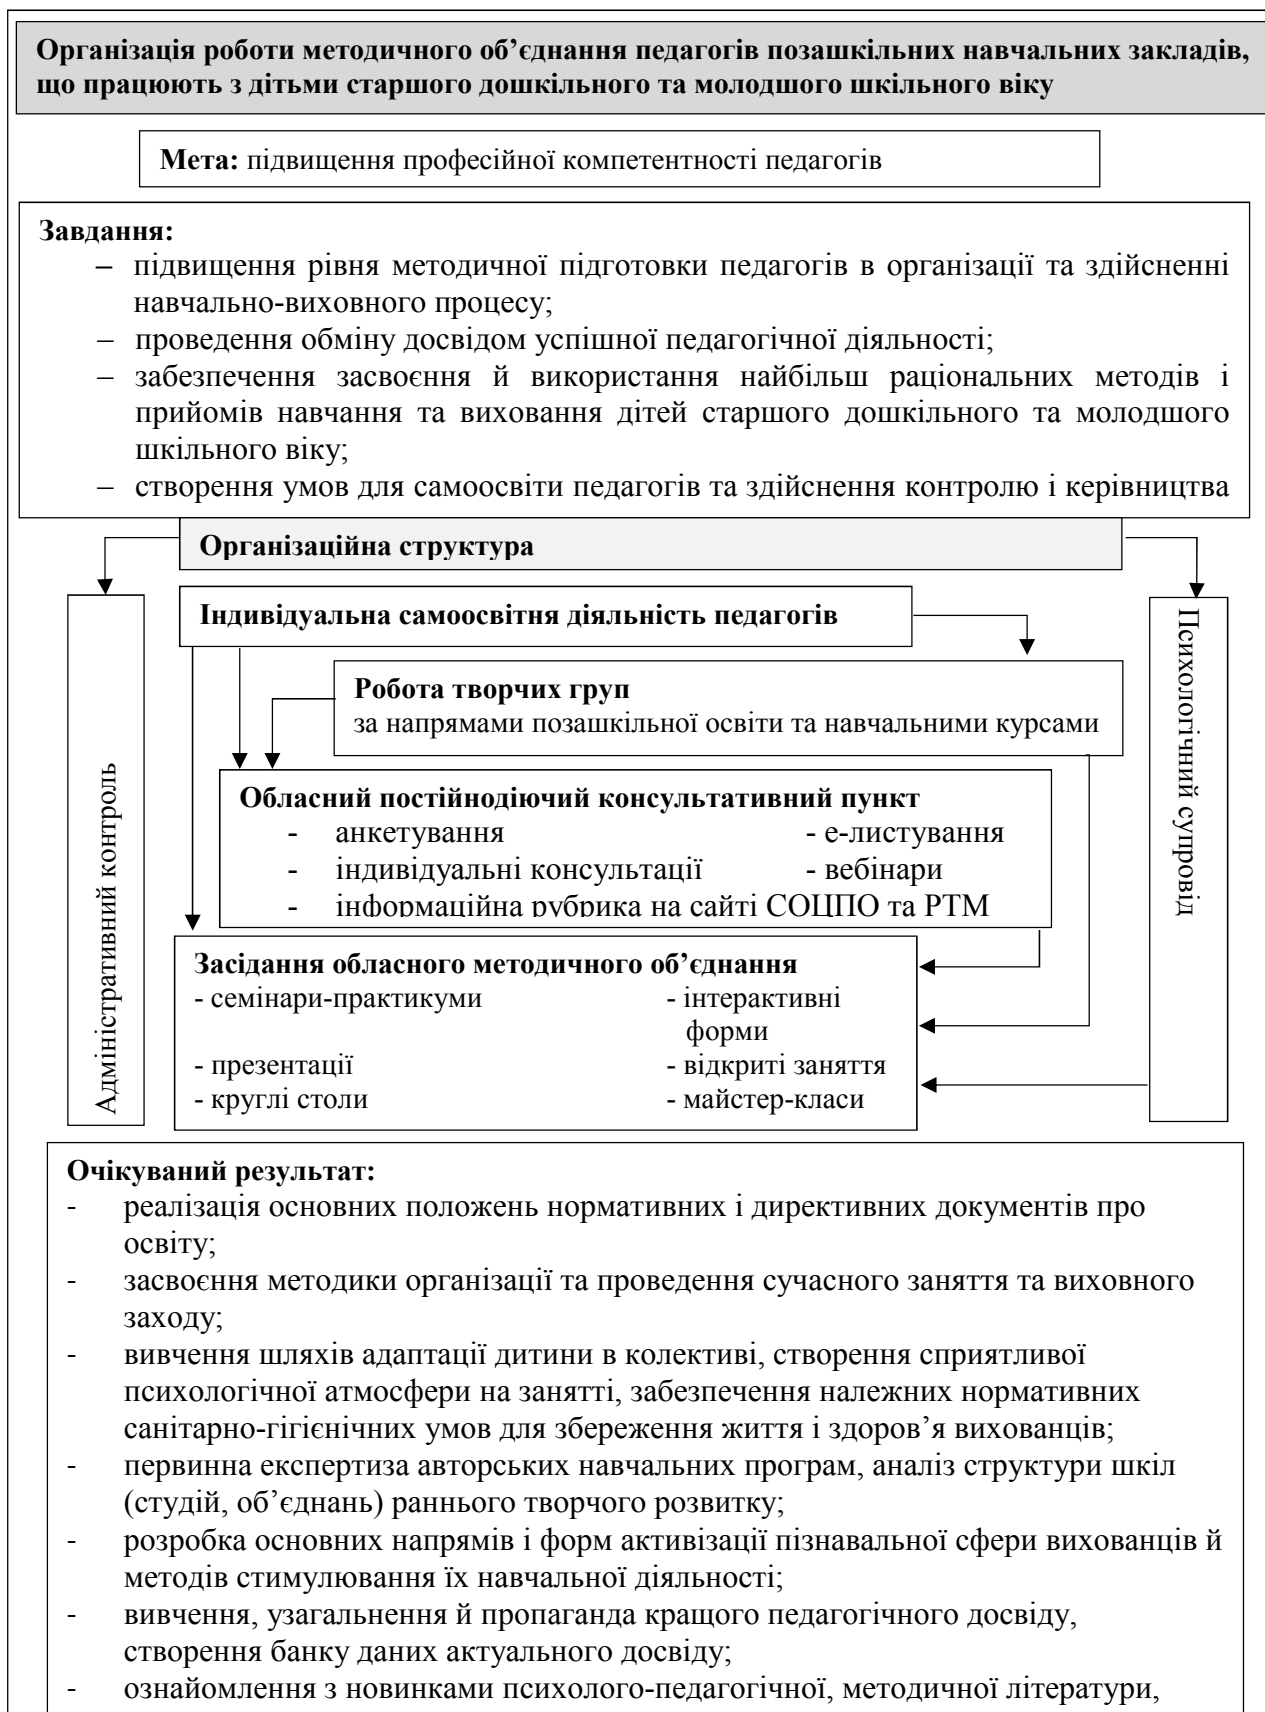 Організація роботи методичного об’єднання педагогів позашкільних навчальних закладів,
що працюють з дітьми старшого дошкільного та молодшого шкільного віку
Мета: підвищення професійної компетентності педагогів
Завдання:
– підвищення рівня методичної підготовки педагогів в організації та здійсненні
навчально-виховного процесу;
– проведення обміну досвідом успішної педагогічної діяльності;
– забезпечення засвоєння й використання найбільш раціональних методів і
прийомів навчання та виховання дітей старшого дошкільного та молодшого
шкільного віку;
– створення умов для самоосвіти педагогів та здійснення контролю і керівництва
Організаційна структура
Адміністративний контроль
Індивідуальна самоосвітня діяльність педагогів
Робота творчих груп
за напрямами позашкільної освіти та навчальними курсами
Обласний постійнодіючий консультативний пункт
- анкетування - е-листування
- індивідуальні консультації - вебінари
- інформаційна рубрика на сайті СОЦПО та РТМ
Засідання обласного методичного об’єднання
- семінари-практикуми - інтерактивні
форми
- презентації - відкриті заняття
- круглі столи - майстер-класи
Психологічний супровід
Очікуваний результат:
- реалізація основних положень нормативних і директивних документів про
освіту;
- засвоєння методики організації та проведення сучасного заняття та виховного
заходу;
- вивчення шляхів адаптації дитини в колективі, створення сприятливої
психологічної атмосфери на занятті, забезпечення належних нормативних
санітарно-гігієнічних умов для збереження життя і здоров’я вихованців;
- первинна експертиза авторських навчальних програм, аналіз структури шкіл
(студій, об’єднань) раннього творчого розвитку;
- розробка основних напрямів і форм активізації пізнавальної сфери вихованців й
методів стимулювання їх навчальної діяльності;
- вивчення, узагальнення й пропаганда кращого педагогічного досвіду,
створення банку даних актуального досвіду;
- ознайомлення з новинками психолого-педагогічної, методичної літератури,